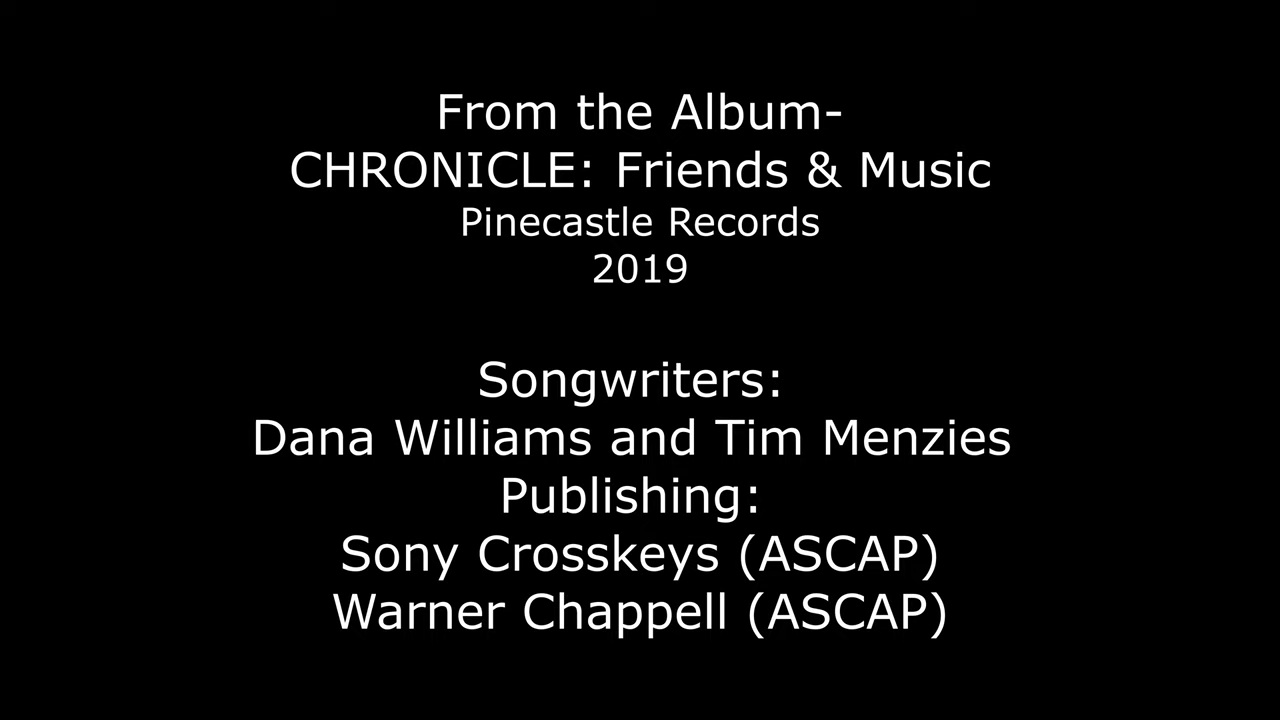 From the Album-
CHRONICLE: Friends & Music
Pinecastle Records
2019
Songwriters:
Dana Williams and Tim Menzies
Publishing:
Sony Crosskeys (ASCAP)
Warner Chappell (ASCAP)